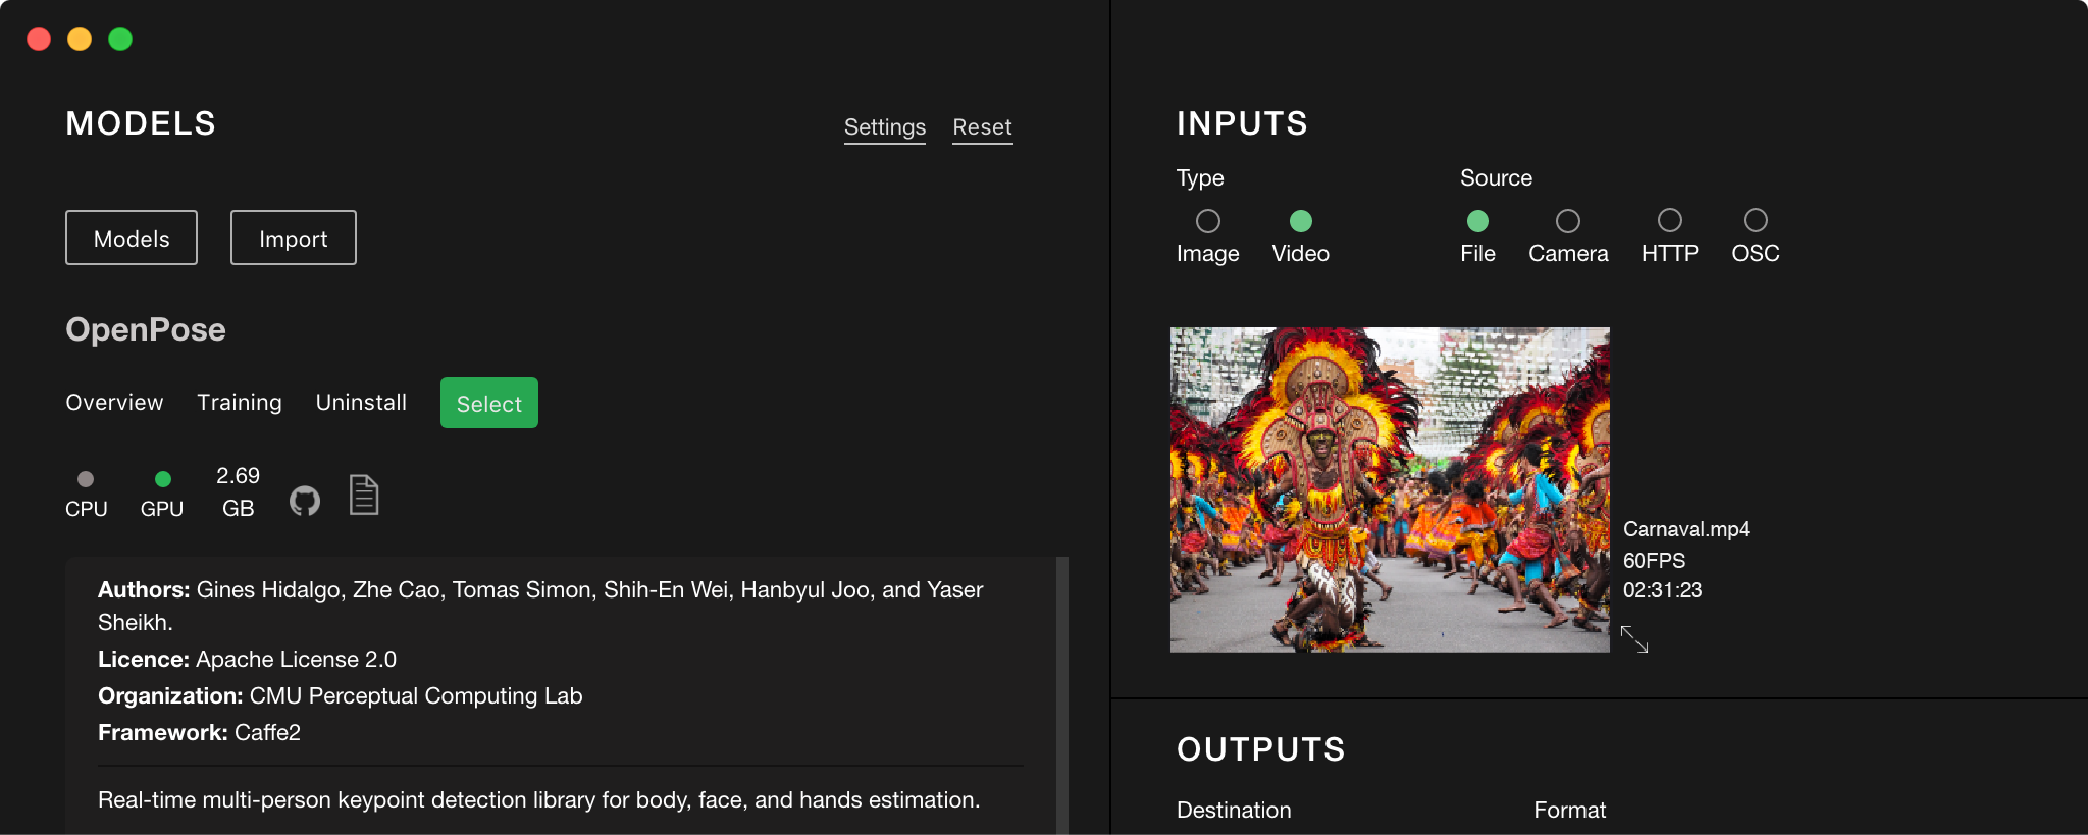 MODELS
Settings Reset
Models Import
OpenPose
Overview Training Uninstall Select
CPU GPU 2.69 GB
Authors: Gines Hidalgo, Zhe Cao, Tomas Simon, Shih-En Wei, Hanbyul Joo, and Yaser
Sheikh.
Licence: Apache License 2.0
Organization: CMU Perceptual Computing Lab
Framework: Caffe2
Real-time multi-person keypoint detection library for body, face, and hands estimation.
INPUTS
Type Source
Image Video File Camera HTTP OSC
Carnaval.mp4
60FPS
02:31:23
OUTPUTS
Destination Format